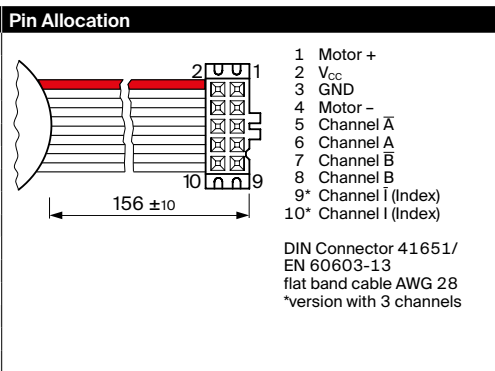 Pin Allocation
2 1
10 9
156 ±10
1 Motor +
2 Vcc
3 GND
4 Motor –
5 Channel A̅
6 Channel A
7 Channel B̅
8 Channel B
9* Channel I̅ (Index)
10* Channel I (Index)
DIN Connector 41651/
EN 60603-13
flat band cable AWG 28
*version with 3 channels